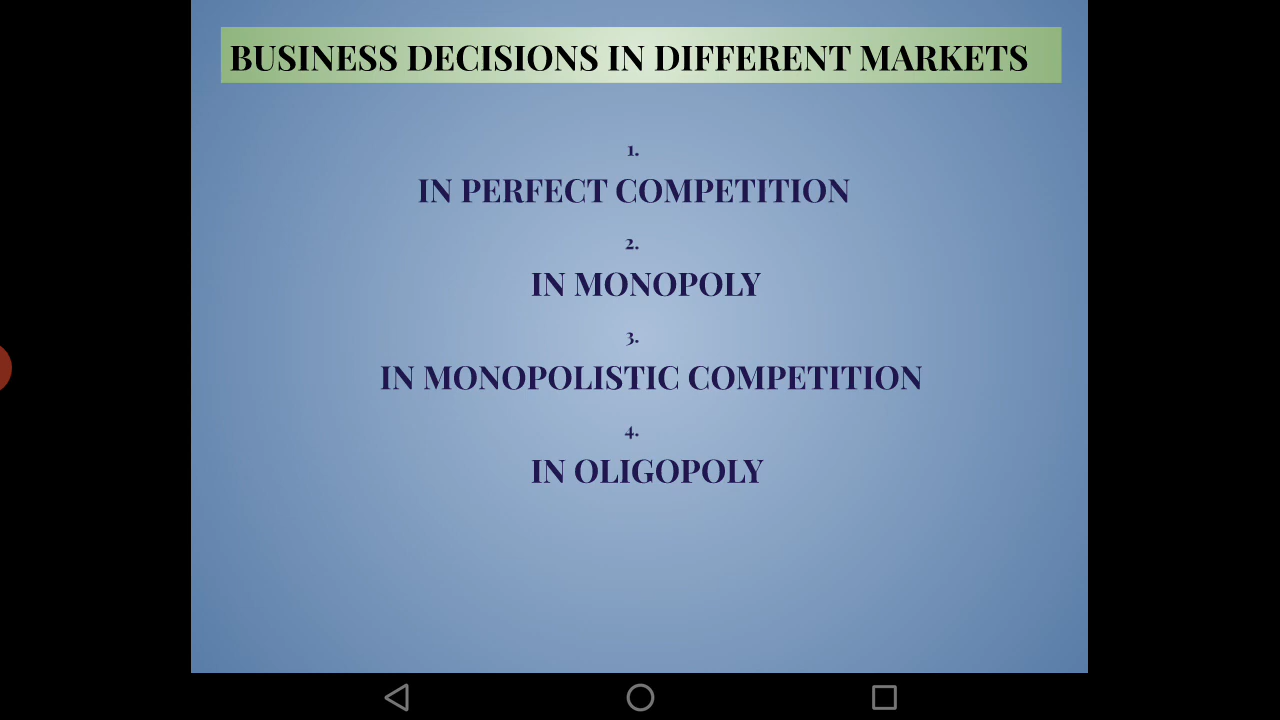 BUSINESS DECISIONS IN DIFFERENT MARKETS
1.
IN PERFECT COMPETITION
2.
IN MONOPOLY
3.
IN MONOPOLISTIC COMPETITION
4.
IN OLIGOPOLY